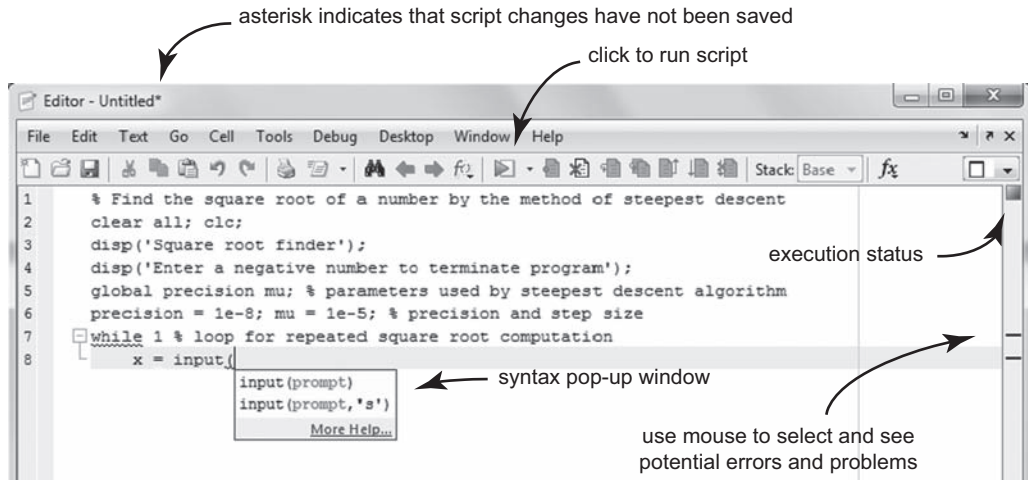 asterisk indicates that script changes have not been saved
click to run script
Editor - Untitled*
File Edit Text Go Cell Tools Debug Desktop Window Help
Stack: Base fx
1 % Find the square root of a number by the method of steepest descent
2 clear all; clc;
3 disp('Square root finder');
execution status
4 disp('Enter a negative number to terminate program');
5 global precision mu; % parameters used by steepest descent algorithm
6 precision = 1e-8; mu = 1e-5; % precision and step size
7 while 1 % loop for repeated square root computation
8 x = input(
input(prompt)
input(prompt,'s')
More Help...
syntax pop-up window
use mouse to select and see
potential errors and problems